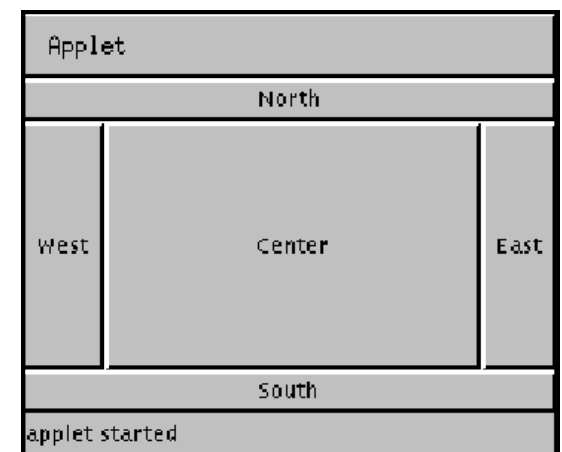 Applet
North
West Center East
South
applet started